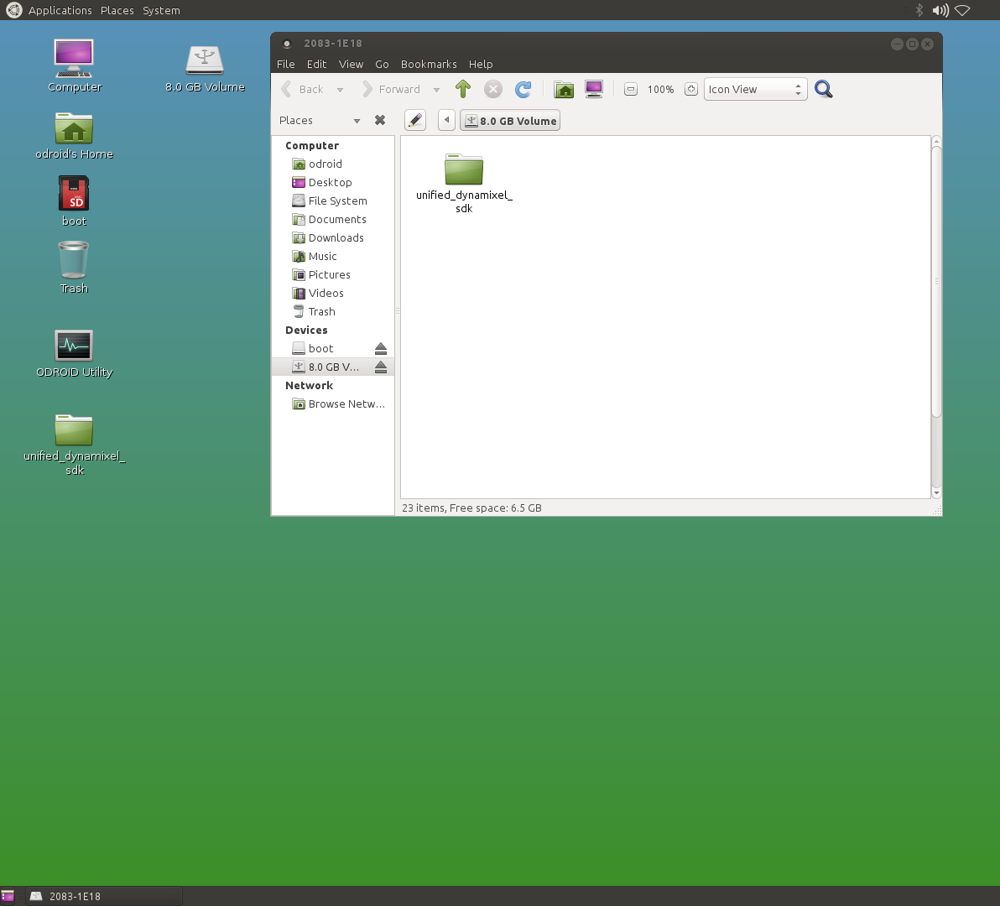 Applications Places System
Computer
8.0 GB Volume
odroid's Home
SD
boot
Trash
ODROID Utility
unified_dynamixel_
sdk
2083-1E18
File Edit View Go Bookmarks Help
Back Forward 100% Icon View
Places 8.0 GB Volume
Computer
odroid
Desktop
File System
Documents
Downloads
Music
Pictures
Videos
Trash
Devices
boot
8.0 GB V...
Network
Browse Netw...
unified_dynamixel_
sdk
23 items, Free space: 6.5 GB
2083-1E18